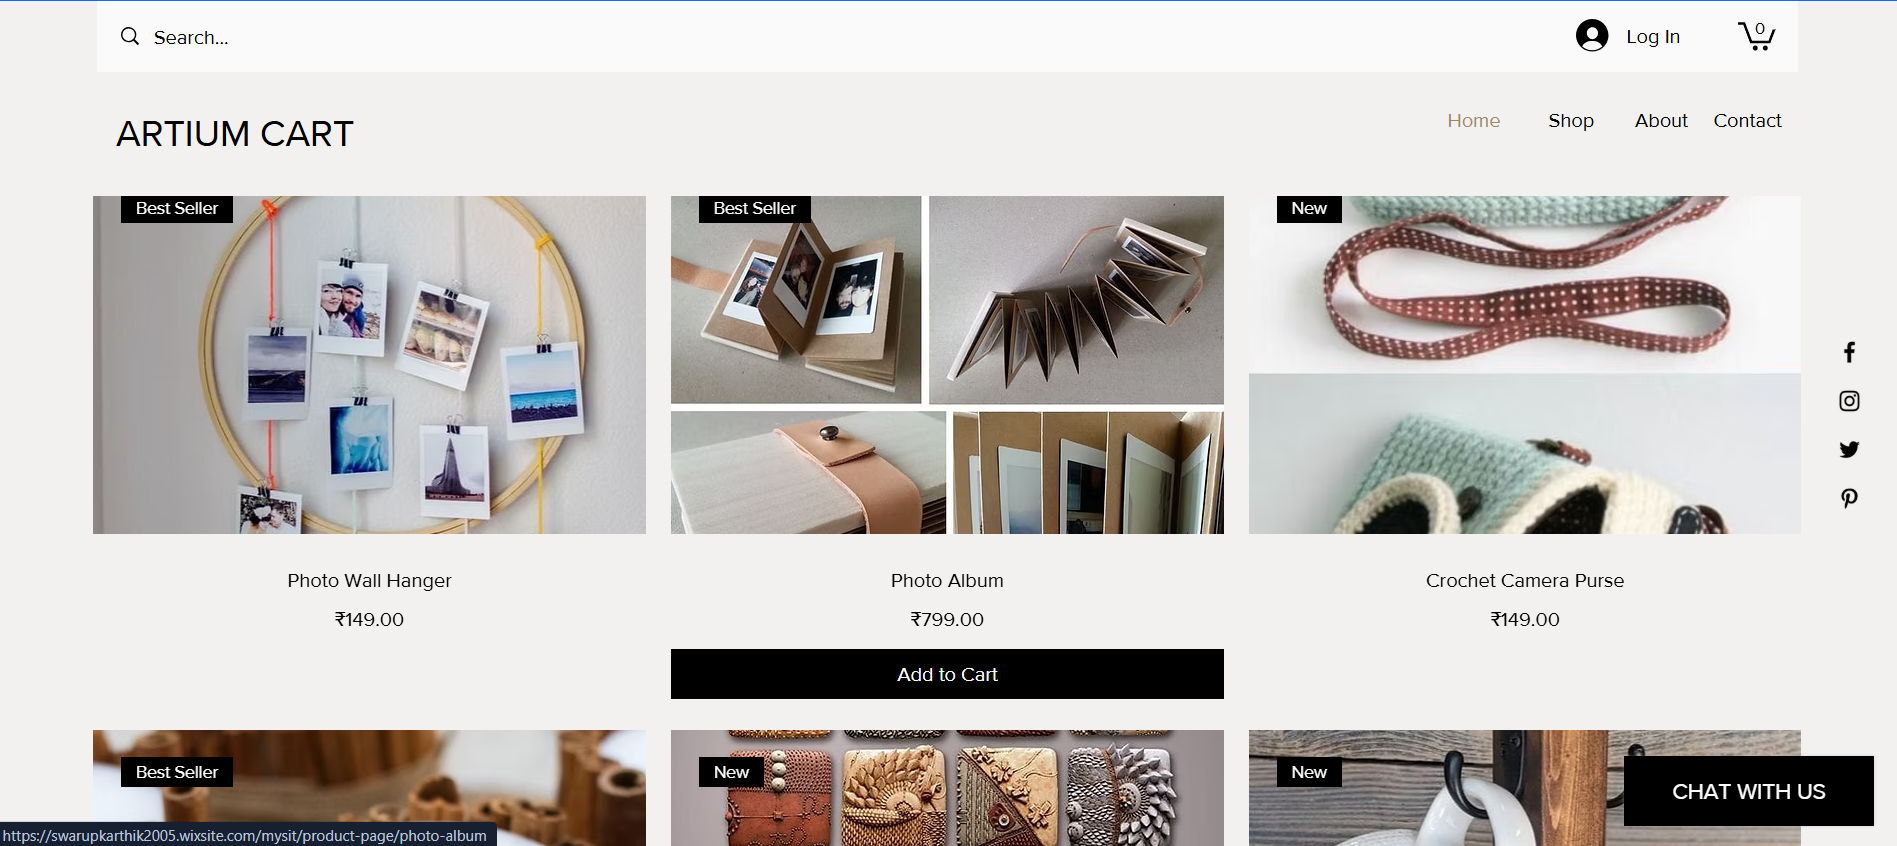 Search...
Log In
0
ARTIUM CART
Home
Shop
About
Contact
Best Seller
Best Seller
New
Photo Wall Hanger
₹149.00
Photo Album
₹799.00
Add to Cart
Crochet Camera Purse
₹149.00
Best Seller
New
New
CHAT WITH US
https://swarupkarthik2005.wixsite.com/mysit/product-page/photo-album